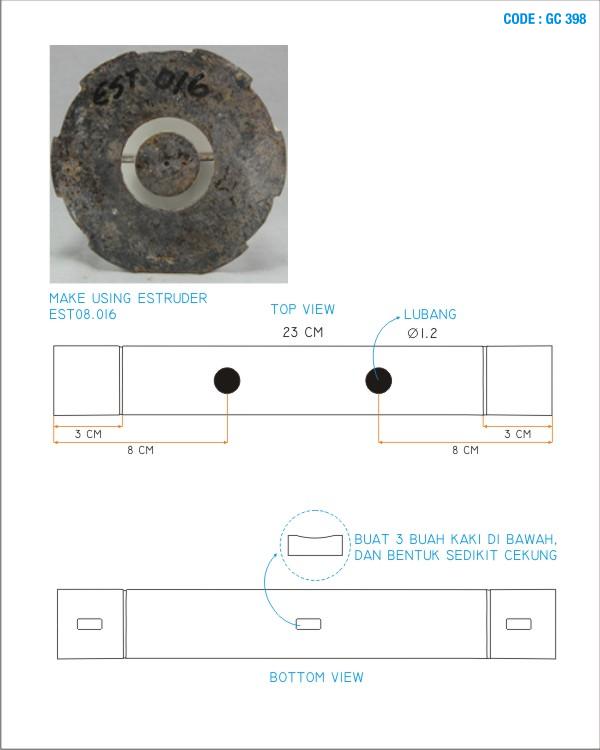 CODE : GC 398
EST. 016
MAKE USING ESTRUDER
EST08.016
TOP VIEW
23 CM
LUBANG
Ø1.2
3 CM
3 CM
8 CM
8 CM
BUAT 3 BUAH KAKI DI BAWAH,
DAN BENTUK SEDIKIT CEKUNG
BOTTOM VIEW